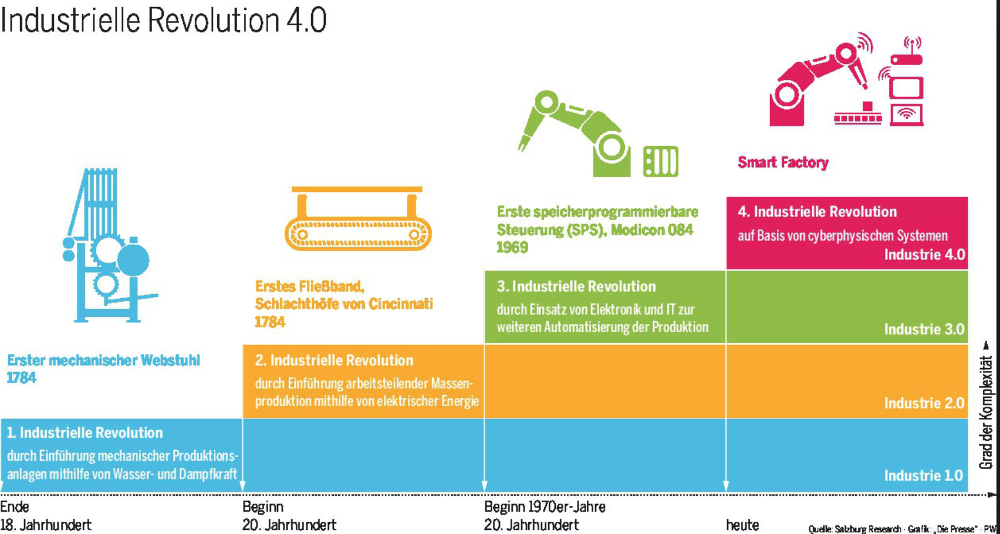 Industrielle Revolution 4.0
Smart Factory
Erste speicherprogrammierbare
Steuerung (SPS), Modicon 084
1969
4. Industrielle Revolution
auf Basis von cyberphysischen Systemen
Industrie 4.0
Erstes Fließband,
Schlachthöfe von Cincinnati
1784
3. Industrielle Revolution
durch Einsatz von Elektronik und IT zur
weiteren Automatisierung der Produktion
Industrie 3.0
Erster mechanischer Webstuhl
1784
2. Industrielle Revolution
durch Einführung arbeitsteilender Massen-
produktion mithilfe von elektrischer Energie
Industrie 2.0
1. Industrielle Revolution
durch Einführung mechanischer Produktions-
anlagen mithilfe von Wasser- und Dampfkraft
Industrie 1.0
Grad der Komplexität
Ende
18. Jahrhundert
Beginn
20. Jahrhundert
Beginn 1970er-Jahre
20. Jahrhundert
heute
Quelle: Salzburg Research · Grafik: „Die Presse“ · PW